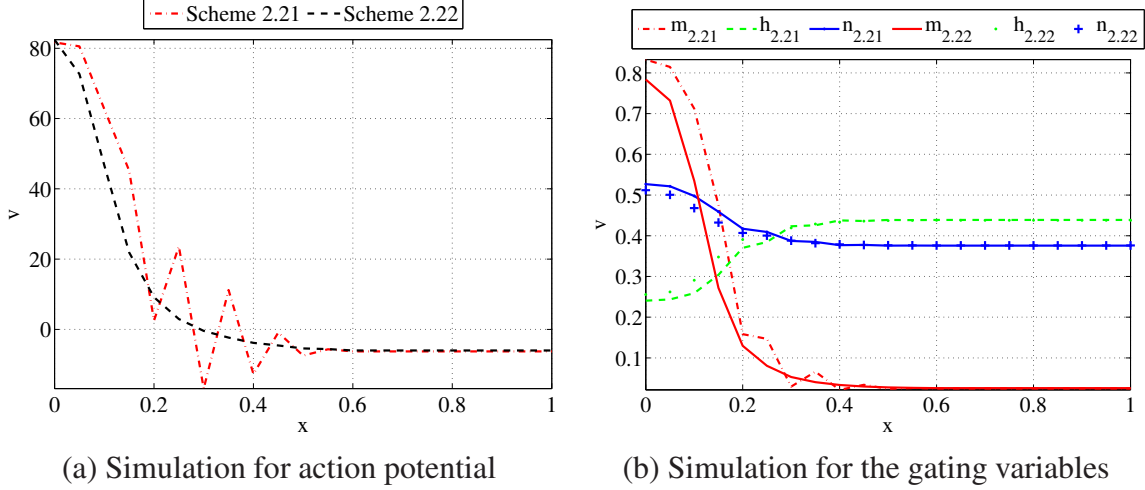 Scheme 2.21 Scheme 2.22
80
60
40
20
0
v
0 0.2 0.4 0.6 0.8 1
x
(a) Simulation for action potential
m2.21 h2.21 n2.21 m2.22 h2.22 n2.22
0.8
0.7
0.6
0.5
0.4
0.3
0.2
0.1
v
0 0.2 0.4 0.6 0.8 1
x
(b) Simulation for the gating variables